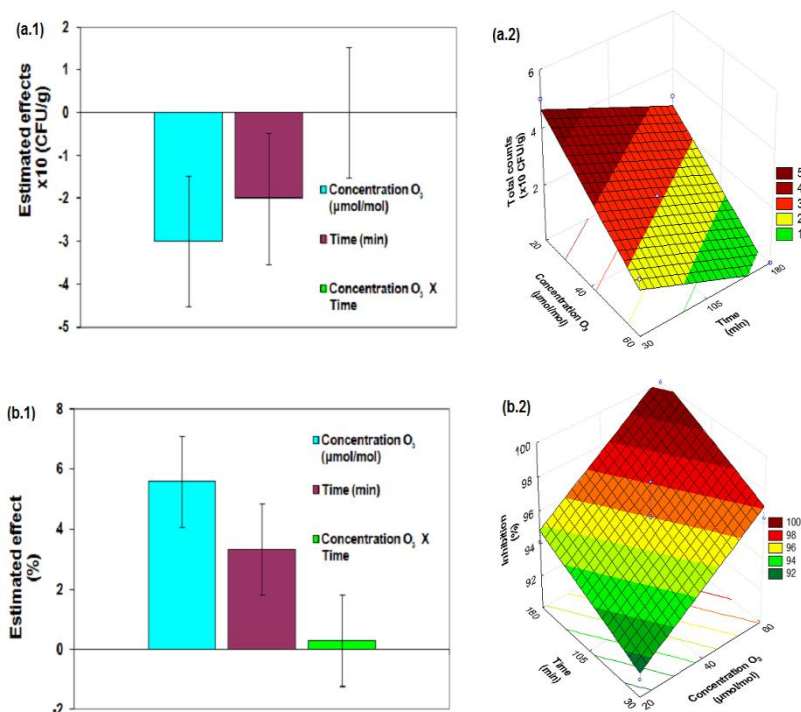 (a.1)
Estimated effects
x10 (CFU/g)
2
1
0
-1
-2
-3
-4
-5
Concentration O₃
(µmol/mol)
Time (min)
Concentration O₃ X
Time
(a.2)
Total counts
(x10 CFU/g)
6
4
2
20
40
60
Concentration O₃
(µmol/mol)
30
105
180
Time
(min)
5
4
3
2
1
(b.1)
Estimated effect
(%)
8
6
4
2
0
-2
Concentration O₃
(µmol/mol)
Time (min)
Concentration O₃ X
Time
(b.2)
Inhibition
(%)
100
98
96
94
92
180
105
30
Time
(min)
20
40
60
Concentration O₃
(µmol/mol)
100
98
96
94
92